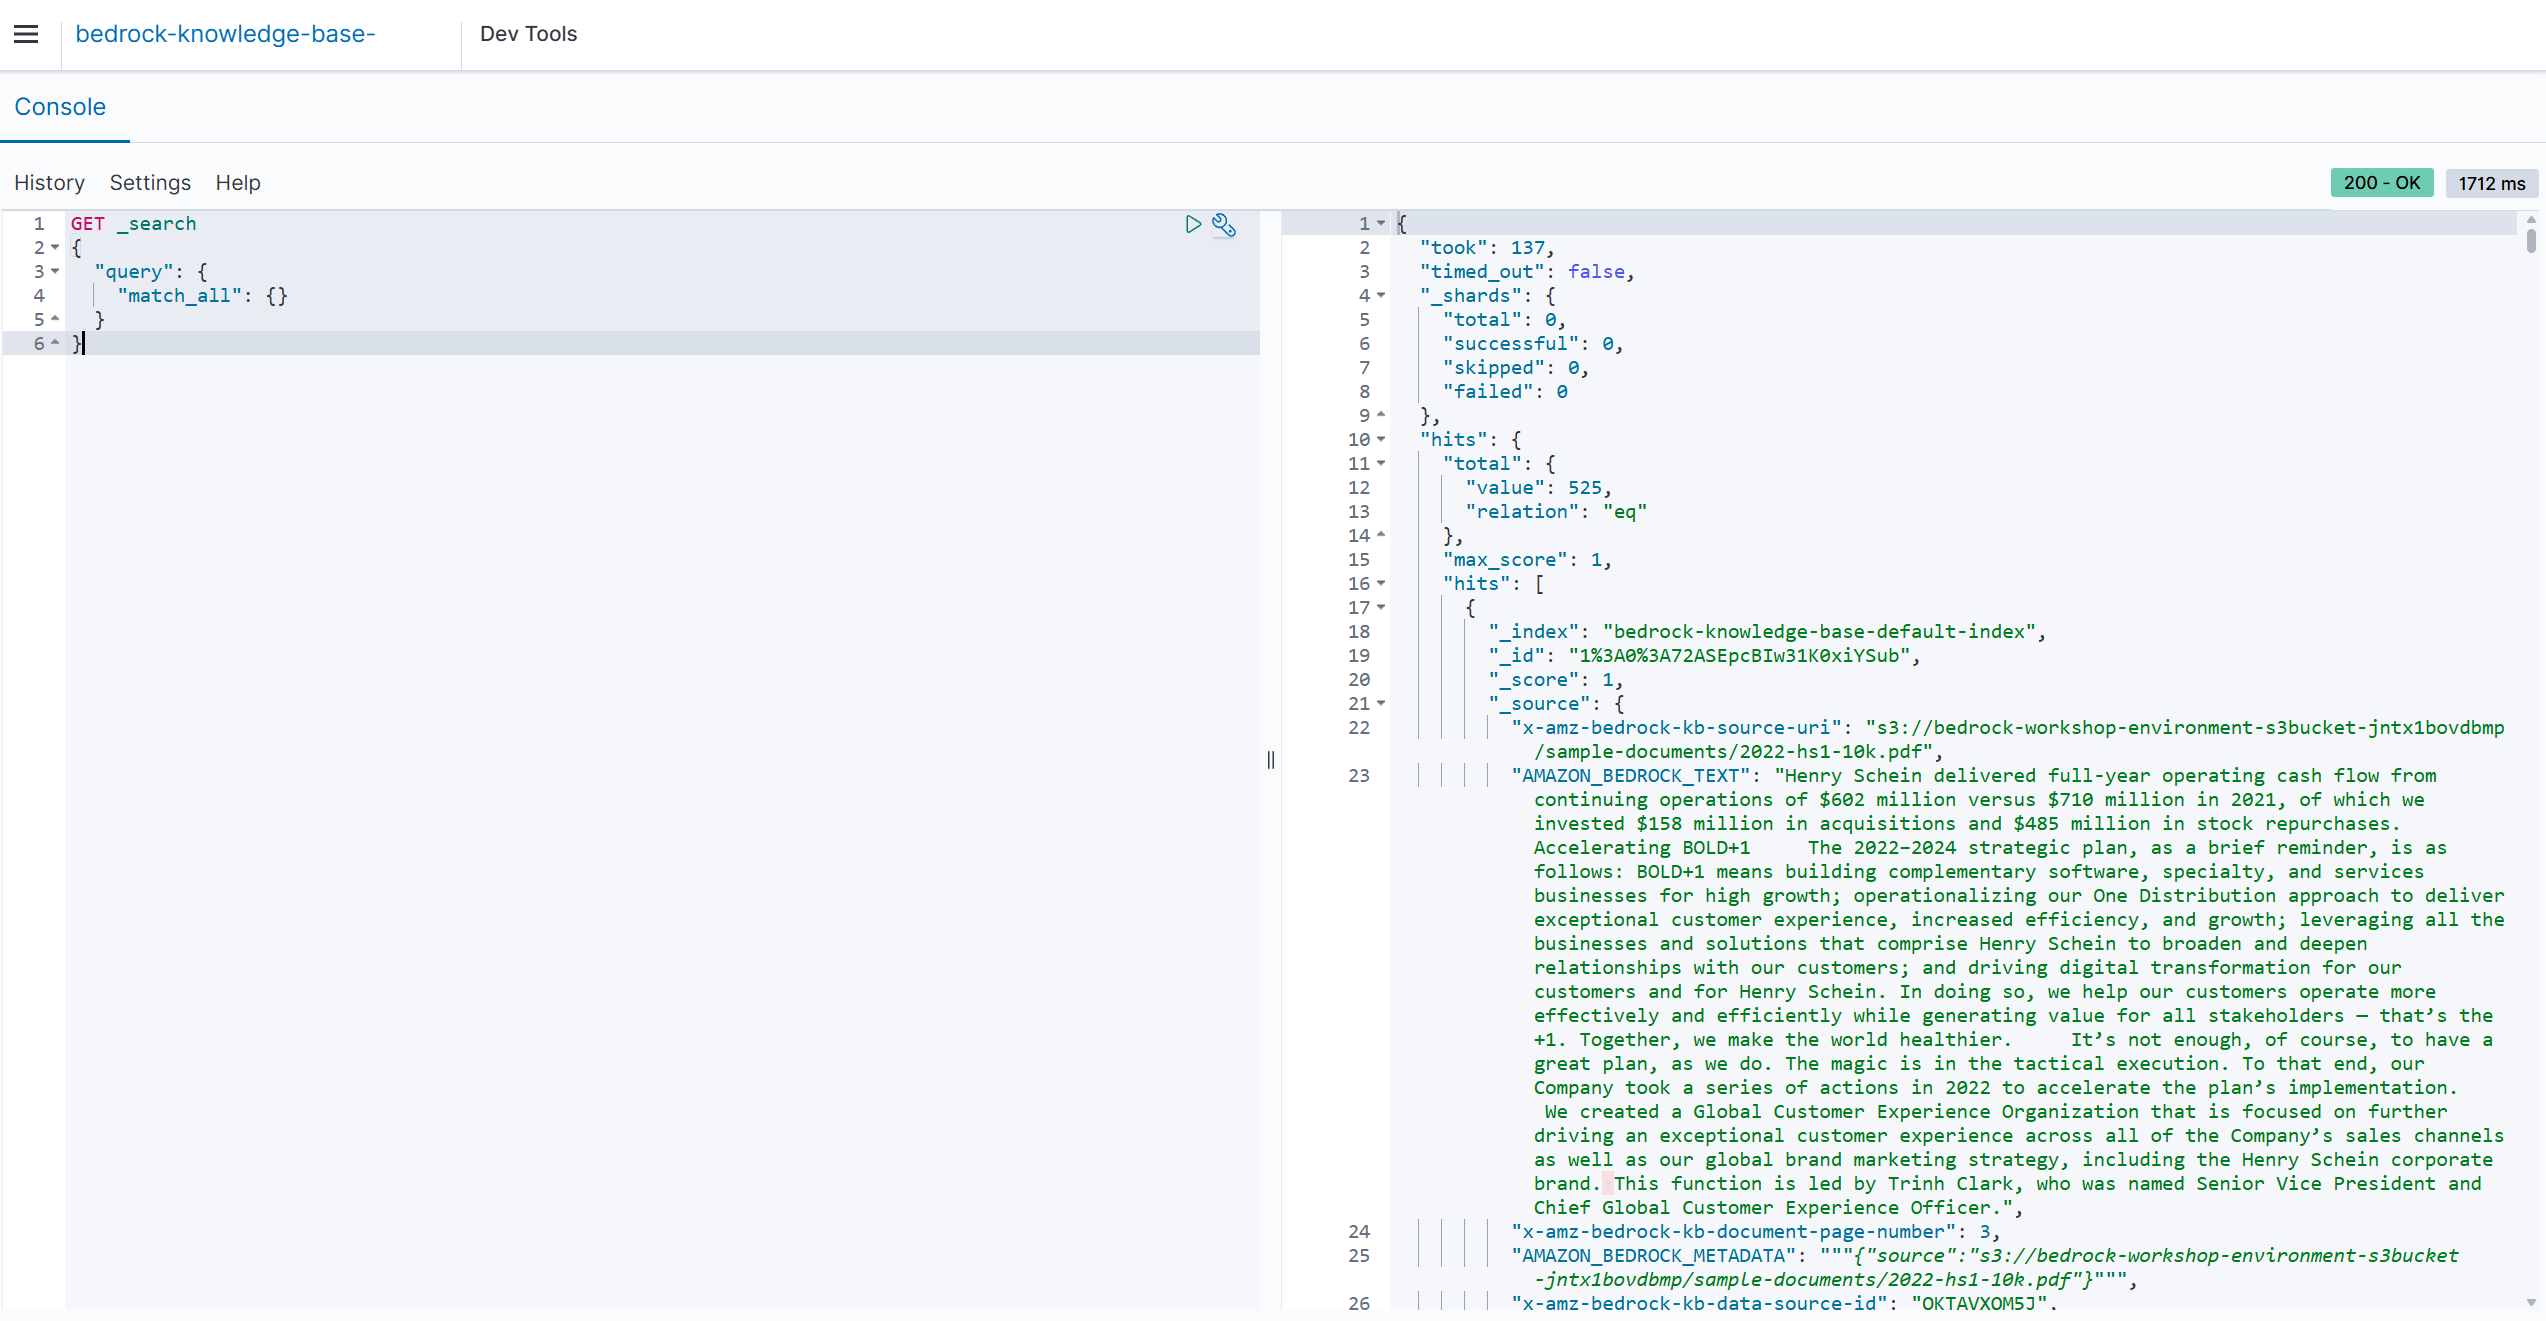 bedrock-knowledge-base-
Dev Tools
Console
History Settings Help
200 - OK
1712 ms
1 GET _search
2 {
3   "query": {
4     "match_all": {}
5   }
6 }
1 {
2   "took": 137,
3   "timed_out": false,
4   "_shards": {
5     "total": 0,
6     "successful": 0,
7     "skipped": 0,
8     "failed": 0
9   },
10   "hits": {
11     "total": {
12       "value": 525,
13       "relation": "eq"
14     },
15     "max_score": 1,
16     "hits": [
17       {
18         "_index": "bedrock-knowledge-base-default-index",
19         "_id": "1%3A0%3A72ASEpcBIw31K0xiYSub",
20         "_score": 1,
21         "_source": {
22           "x-amz-bedrock-kb-source-uri": "s3://bedrock-workshop-environment-s3bucket-jntx1bovdbmp
/sample-documents/2022-hs1-10k.pdf",
23           "AMAZON_BEDROCK_TEXT": "Henry Schein delivered full-year operating cash flow from
continuing operations of $602 million versus $710 million in 2021, of which we
invested $158 million in acquisitions and $485 million in stock repurchases.
Accelerating BOLD+1     The 2022–2024 strategic plan, as a brief reminder, is as
follows: BOLD+1 means building complementary software, specialty, and services
businesses for high growth; operationalizing our One Distribution approach to deliver
exceptional customer experience, increased efficiency, and growth; leveraging all the
businesses and solutions that comprise Henry Schein to broaden and deepen
relationships with our customers; and driving digital transformation for our
customers and for Henry Schein. In doing so, we help our customers operate more
effectively and efficiently while generating value for all stakeholders — that’s the
+1. Together, we make the world healthier.     It’s not enough, of course, to have a
great plan, as we do. The magic is in the tactical execution. To that end, our
Company took a series of actions in 2022 to accelerate the plan’s implementation.
We created a Global Customer Experience Organization that is focused on further
driving an exceptional customer experience across all of the Company’s sales channels
as well as our global brand marketing strategy, including the Henry Schein corporate
brand. This function is led by Trinh Clark, who was named Senior Vice President and
Chief Global Customer Experience Officer.",
24           "x-amz-bedrock-kb-document-page-number": 3,
25           "AMAZON_BEDROCK_METADATA": """{"source":"s3://bedrock-workshop-environment-s3bucket
-jntx1bovdbmp/sample-documents/2022-hs1-10k.pdf"}""",
26           "x-amz-bedrock-kb-data-source-id": "OKTAVXOM5J",